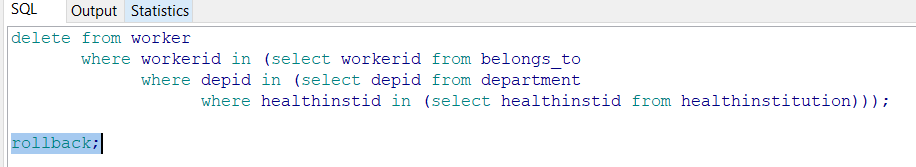 SQL Output Statistics
delete from worker
where workerid in (select workerid from belongs_to
where depid in (select depid from department
where healthinstid in (select healthinstid from healthinstitution)));
rollback;